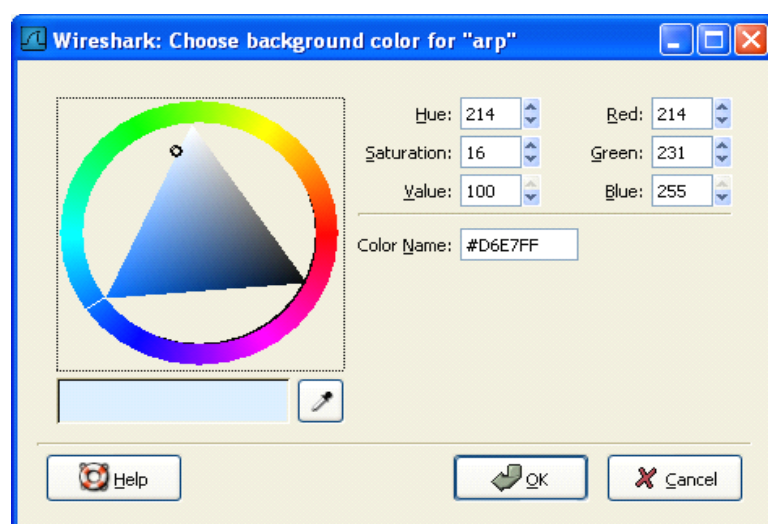 Wireshark: Choose background color for "arp"
Hue: 214 Red: 214
Saturation: 16 Green: 231
Value: 100 Blue: 255
Color Name: #D6E7FF
Help OK Cancel